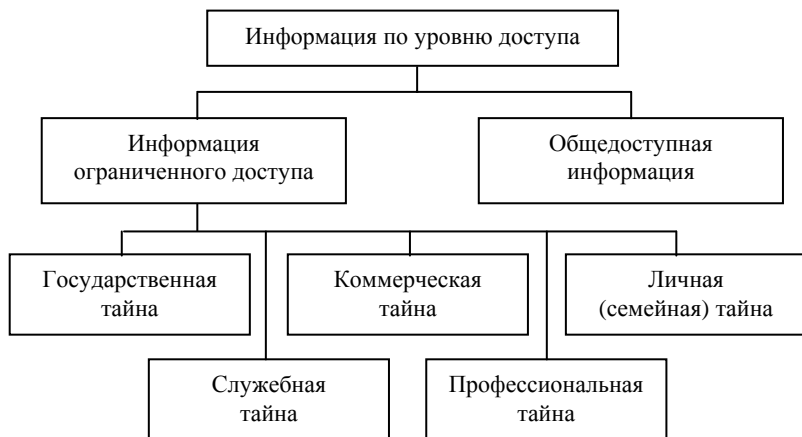 Информация по уровню доступа
Информация
ограниченного доступа
Общедоступная
информация
Государственная
тайна
Коммерческая
тайна
Личная
(семейная) тайна
Служебная
тайна
Профессиональная
тайна